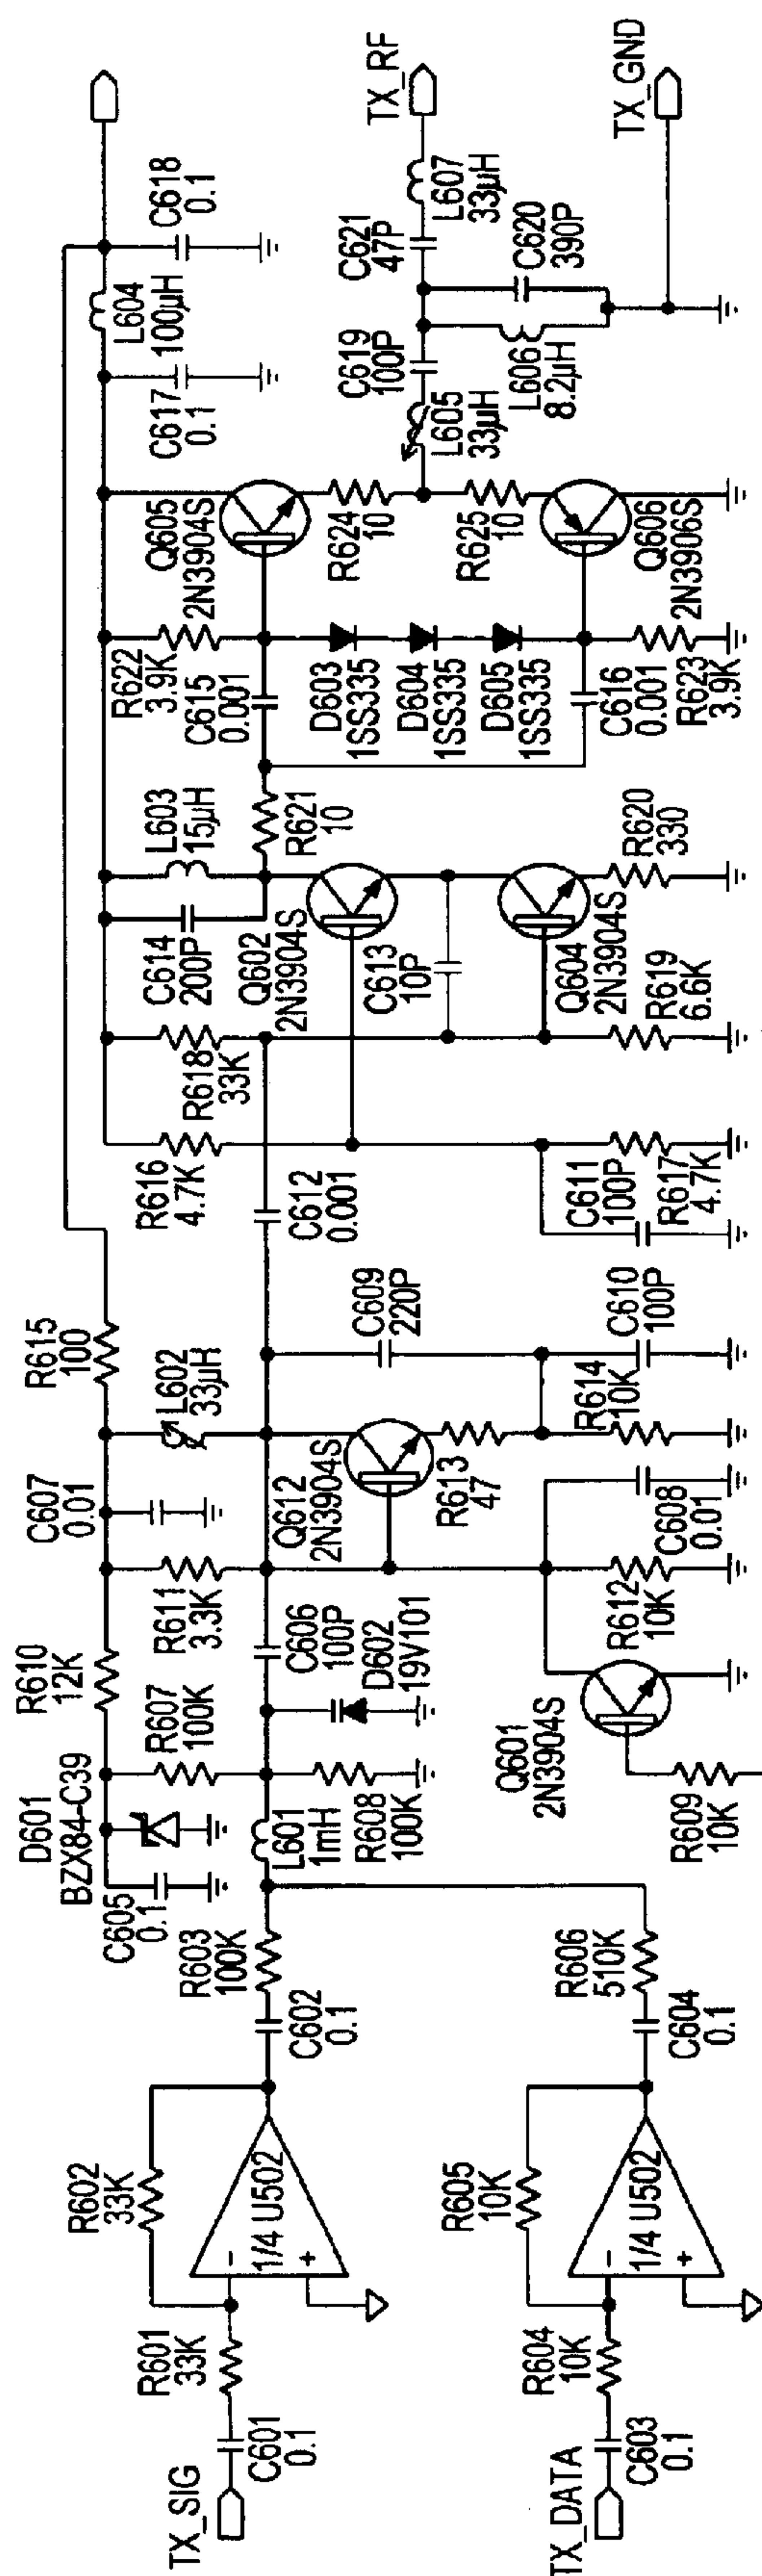 TX_SIG
C601
0.1
R601
33K
R602
33K
1/4 U502
-
+
TX_DATA
C603
0.1
R604
10K
R605
10K
1/4 U502
-
+
C602
0.1
R603
100K
C604
0.1
R606
510K
C605
0.1
D601
BZX84-C39
L601
1mH
R607
100K
R608
100K
R610
12K
D602
19V101
C606
100P
R609
10K
Q601
2N3904S
R611
3.3K
R612
10K
C607
0.01
C608
0.01
Q612
2N3904S
R613
47
L602
33µH
R614
10K
R615
100
C609
220P
C610
100P
C612
0.001
R616
4.7K
C611
100P
R617
4.7K
R618
33K
R619
6.6K
C614
200P
Q602
2N3904S
C613
10P
Q604
2N3904S
R620
330
L603
15µH
R621
10
R622
3.9K
C615
0.001
D603
1SS335
D604
1SS335
D605
1SS335
C616
0.001
R623
3.9K
Q605
2N3904S
R624
10
R625
10
Q606
2N3906S
C617
0.1
L604
100µH
C618
0.1
L605
33µH
C619
100P
L606
8.2µH
C620
390P
C621
47P
L607
33µH
TX_RF
TX_GND